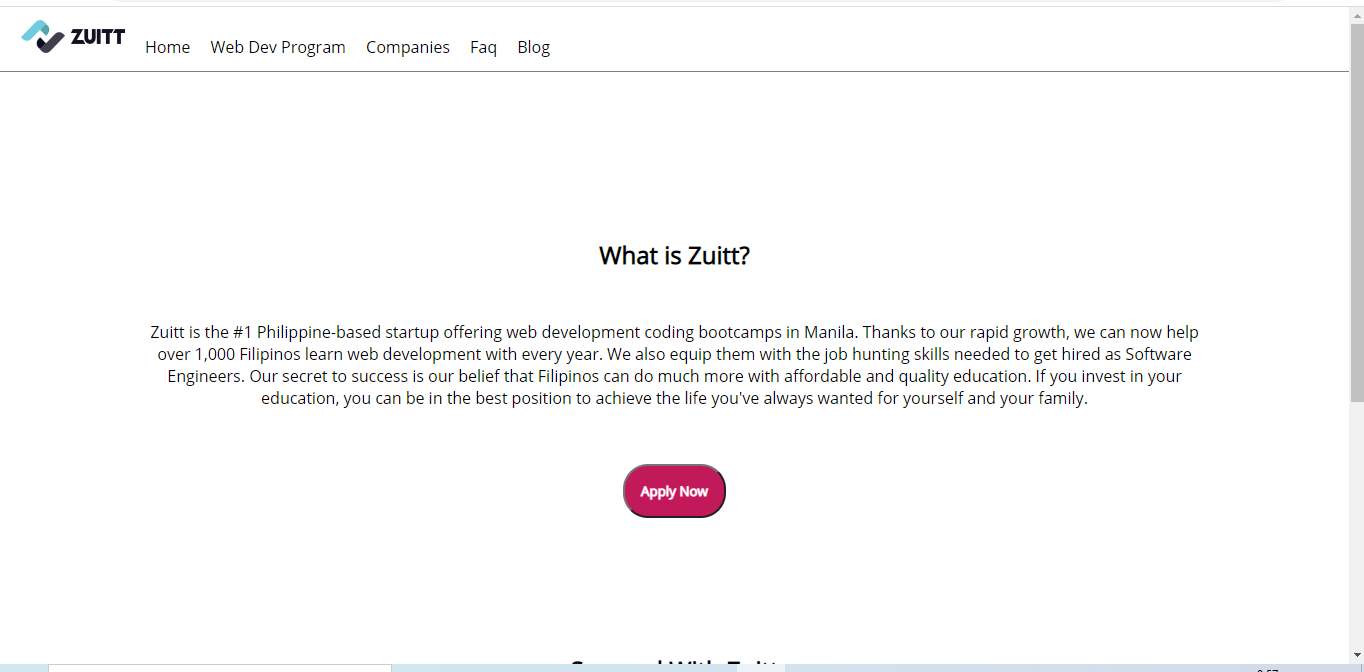 ZUITT
Home Web Dev Program Companies Faq Blog
What is Zuitt?
Zuitt is the #1 Philippine-based startup offering web development coding bootcamps in Manila. Thanks to our rapid growth, we can now help
over 1,000 Filipinos learn web development with every year. We also equip them with the job hunting skills needed to get hired as Software
Engineers. Our secret to success is our belief that Filipinos can do much more with affordable and quality education. If you invest in your
education, you can be in the best position to achieve the life you've always wanted for yourself and your family.
Apply Now
With Zuitt